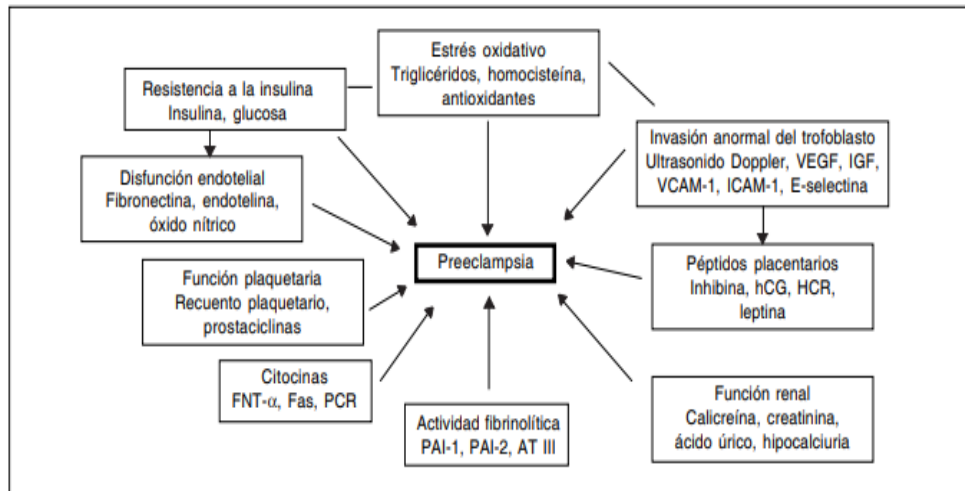 Estrés oxidativo
Triglicéridos, homocisteína,
antioxidantes
Resistencia a la insulina
Insulina, glucosa
Invasión anormal del trofoblasto
Ultrasonido Doppler, VEGF, IGF,
VCAM-1, ICAM-1, E-selectina
Disfunción endotelial
Fibronectina, endotelina,
óxido nítrico
Preeclampsia
Péptidos placentarios
Inhibina, hCG, HCR,
leptina
Función plaquetaria
Recuento plaquetario,
prostaciclinas
Citocinas
FNT-α, Fas, PCR
Actividad fibrinolítica
PAI-1, PAI-2, AT III
Función renal
Calicreína, creatinina,
ácido úrico, hipocalciuria